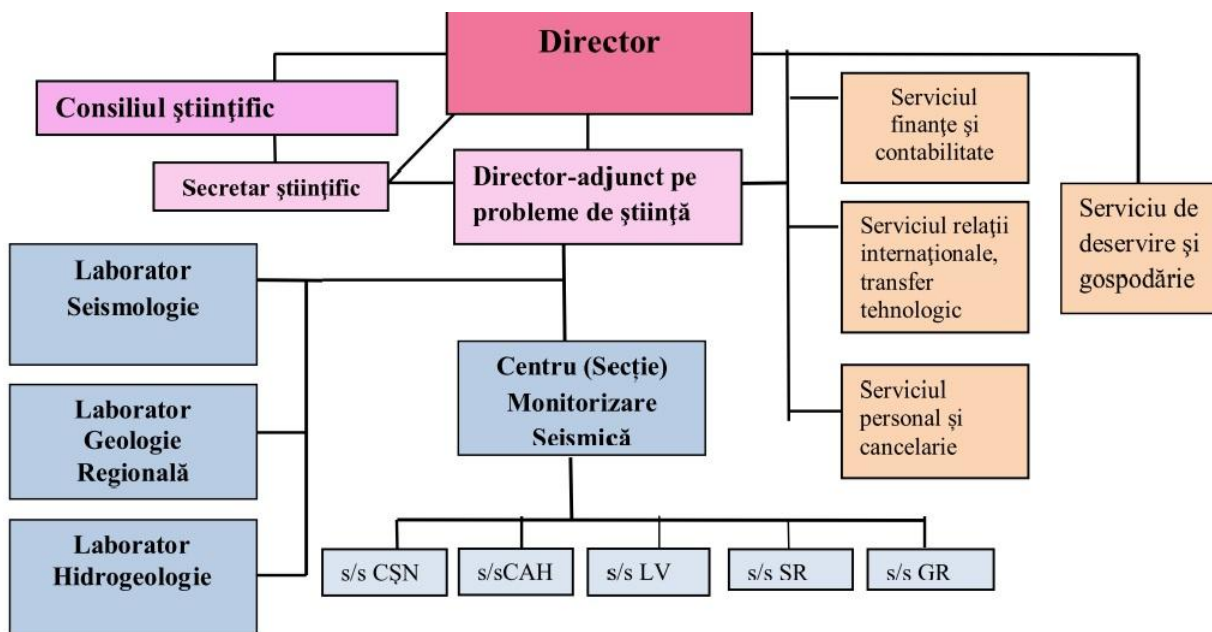 Director
Consiliul ştiinţific
Secretar ştiinţific
Director-adjunct pe
probleme de ştiinţă
Serviciul
finanţe şi
contabilitate
Serviciul relaţii
internaţionale,
transfer
tehnologic
Serviciul
personal și
cancelarie
Serviciu de
deservire şi
gospodărie
Laborator
Seismologie
Laborator
Geologie
Regională
Laborator
Hidrogeologie
Centru (Secție)
Monitorizare
Seismică
s/s CŞN
s/sCAH
s/s LV
s/s SR
s/s GR